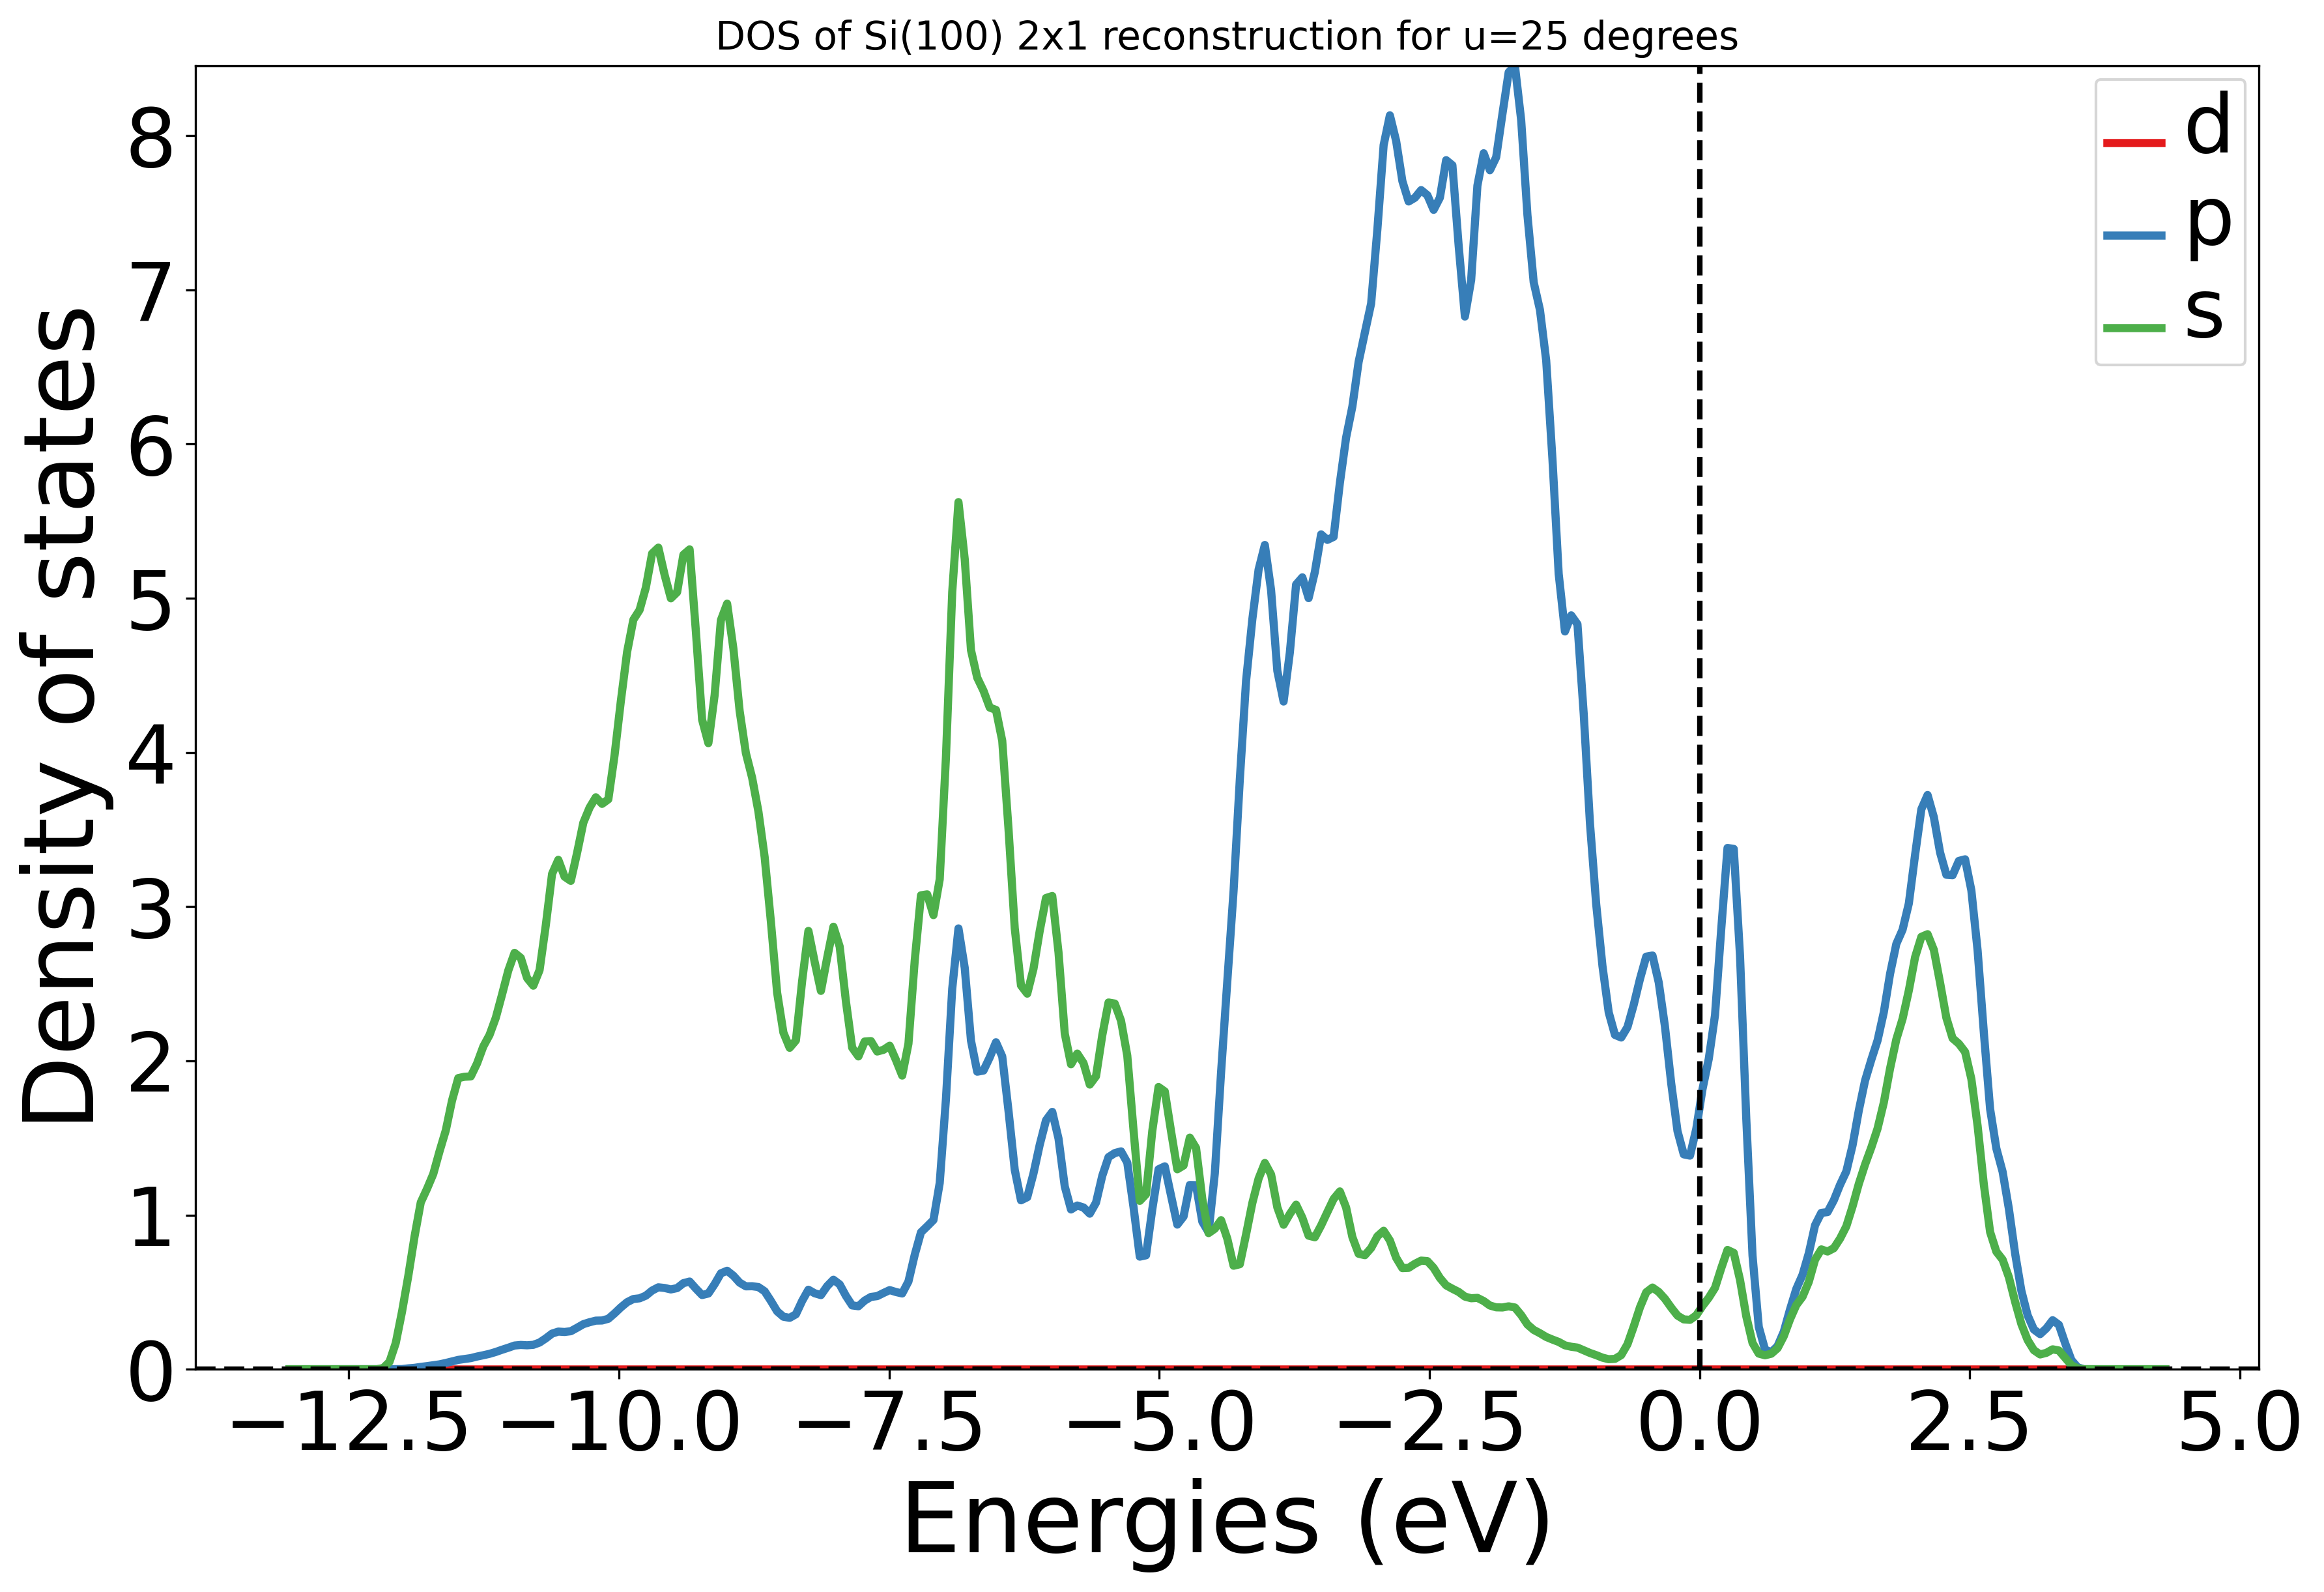 DOS of Si(100) 2x1 reconstruction for u=25 degrees
d
p
s
Density of states
8
7
6
5
4
3
2
1
0
−12.5 −10.0 −7.5 −5.0 −2.5 0.0 2.5 5.0
Energies (eV)